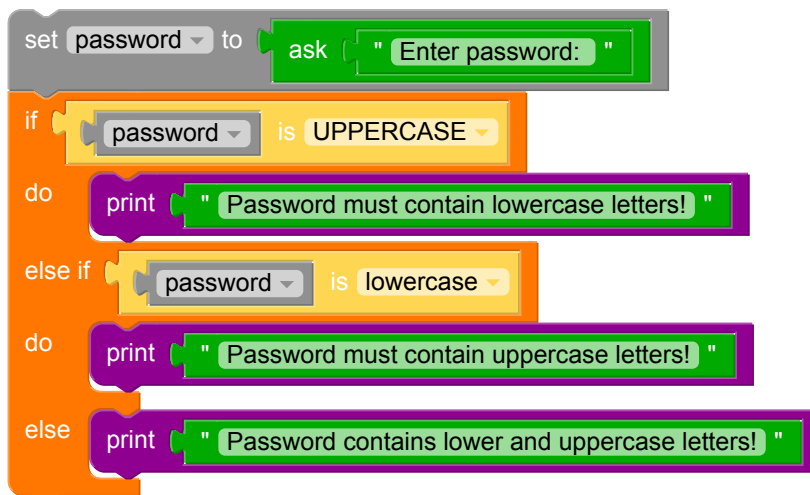 set password to ask " Enter password: "
if password is UPPERCASE
do print " Password must contain lowercase letters! "
else if password is lowercase
do print " Password must contain uppercase letters! "
else print " Password contains lower and uppercase letters! "